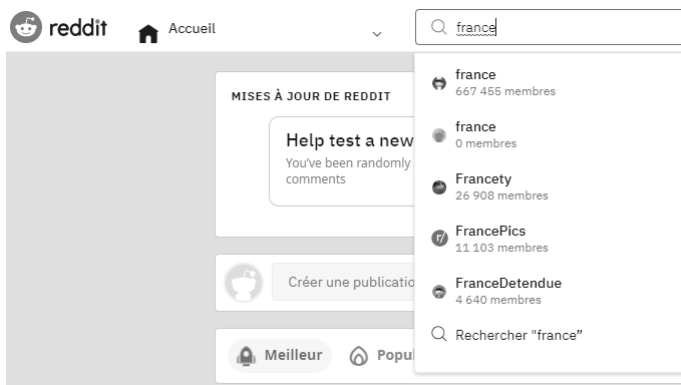 reddit
Accueil
france
MISES À JOUR DE REDDIT
Help test a new
You've been randomly
comments
Créer une publicatio
Meilleur
Popul
france
667 455 membres
france
0 membres
Francety
26 908 membres
FrancePics
11 103 membres
FranceDetendue
4 640 membres
Rechercher "france”